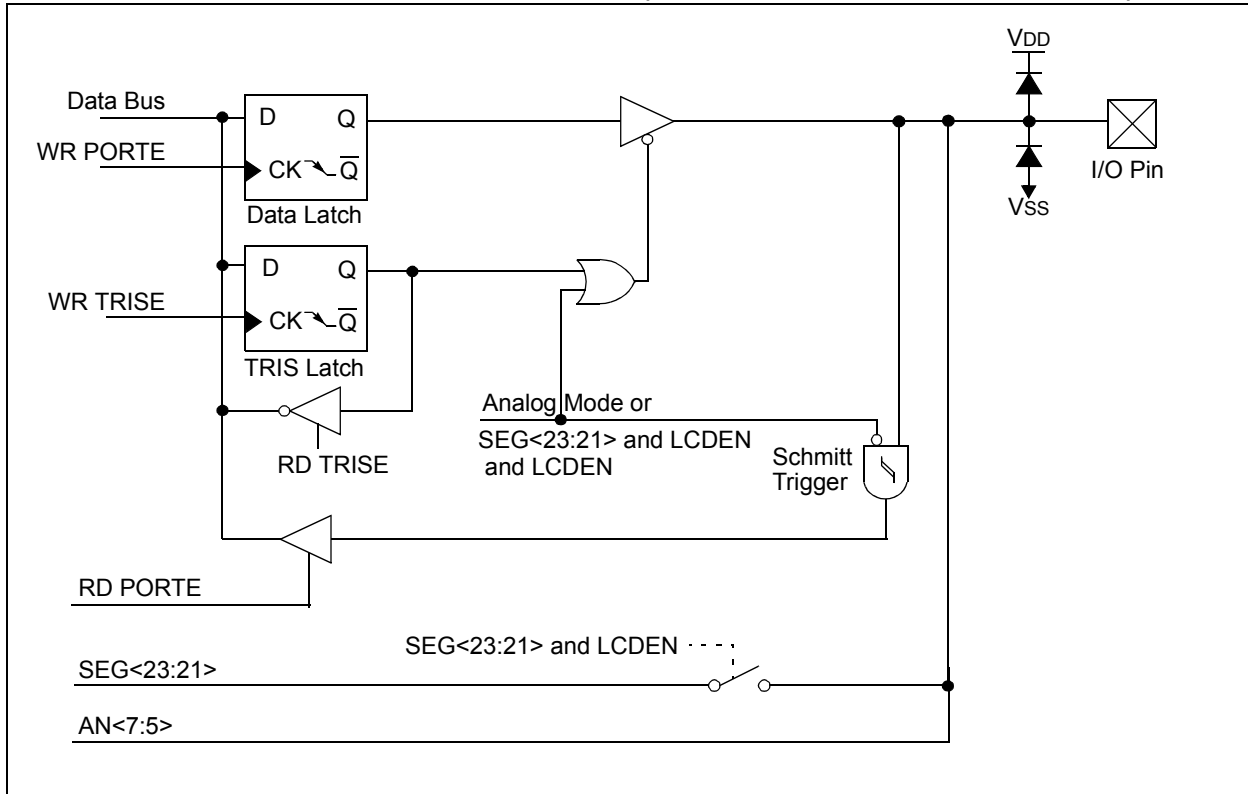 VDD
Data Bus
D Q
WR PORTE
CK Q
I/O Pin
Data Latch
VSS
D Q
WR TRISE
CK Q
TRIS Latch
Analog Mode or
SEG<23:21> and LCDEN
and LCDEN
RD TRISE
Schmitt
Trigger
RD PORTE
SEG<23:21> and LCDEN
SEG<23:21>
AN<7:5>